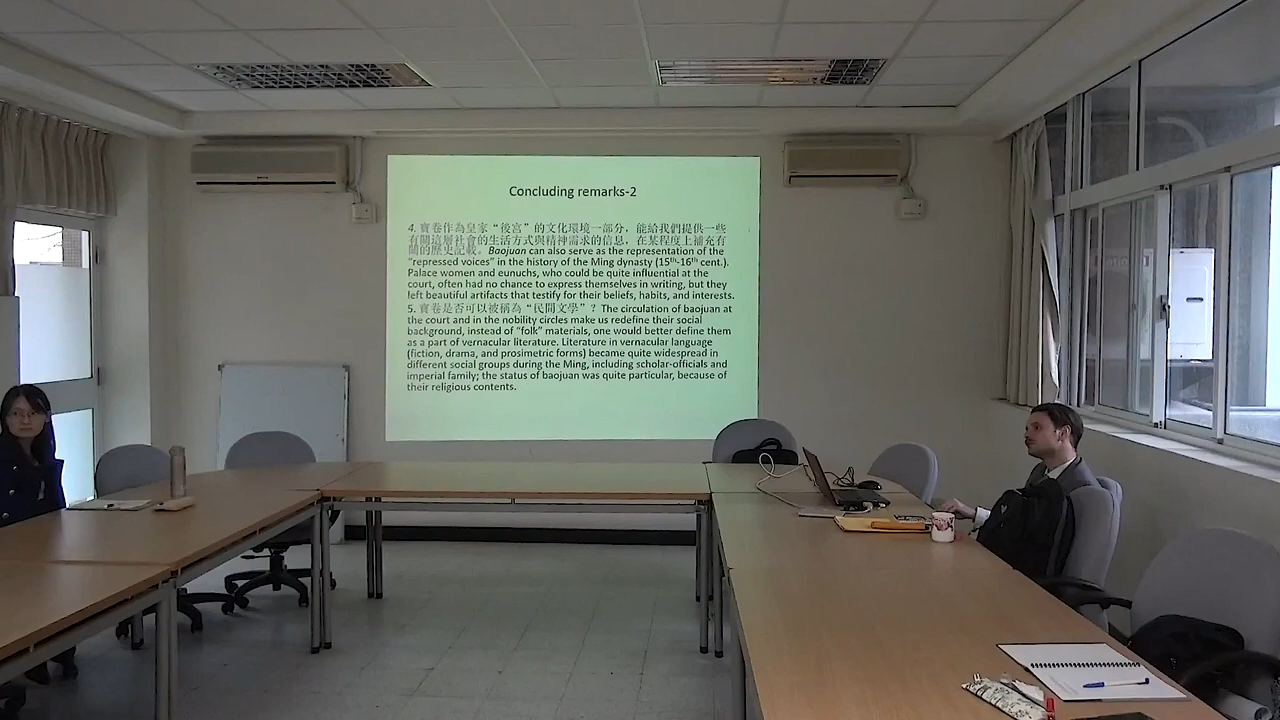 Concluding remarks-2
4. 寶卷作為皇家“後宮”的文化環境一部分，能給我們提供一些
有關這層社會的生活方式與精神需求的信息，在某程度上補充有
關的歷史記載。Baojuan can also serve as the representation of the
“repressed voices” in the history of the Ming dynasty (15th-16th cent.).
Palace women and eunuchs, who could be quite influential at the
court, often had no chance to express themselves in writing, but they
left beautiful artifacts that testify for their beliefs, habits, and interests.
5. 寶卷是否可以被稱為“民間文學”？The circulation of baojuan at
the court and in the nobility circles make us redefine their social
background, instead of “folk” materials, one would better define them
as a part of vernacular literature. Literature in vernacular language
(fiction, drama, and prosimetric forms) became quite widespread in
different social groups during the Ming, including scholar-officials and
imperial family; the status of baojuan was quite particular, because of
their religious contents.